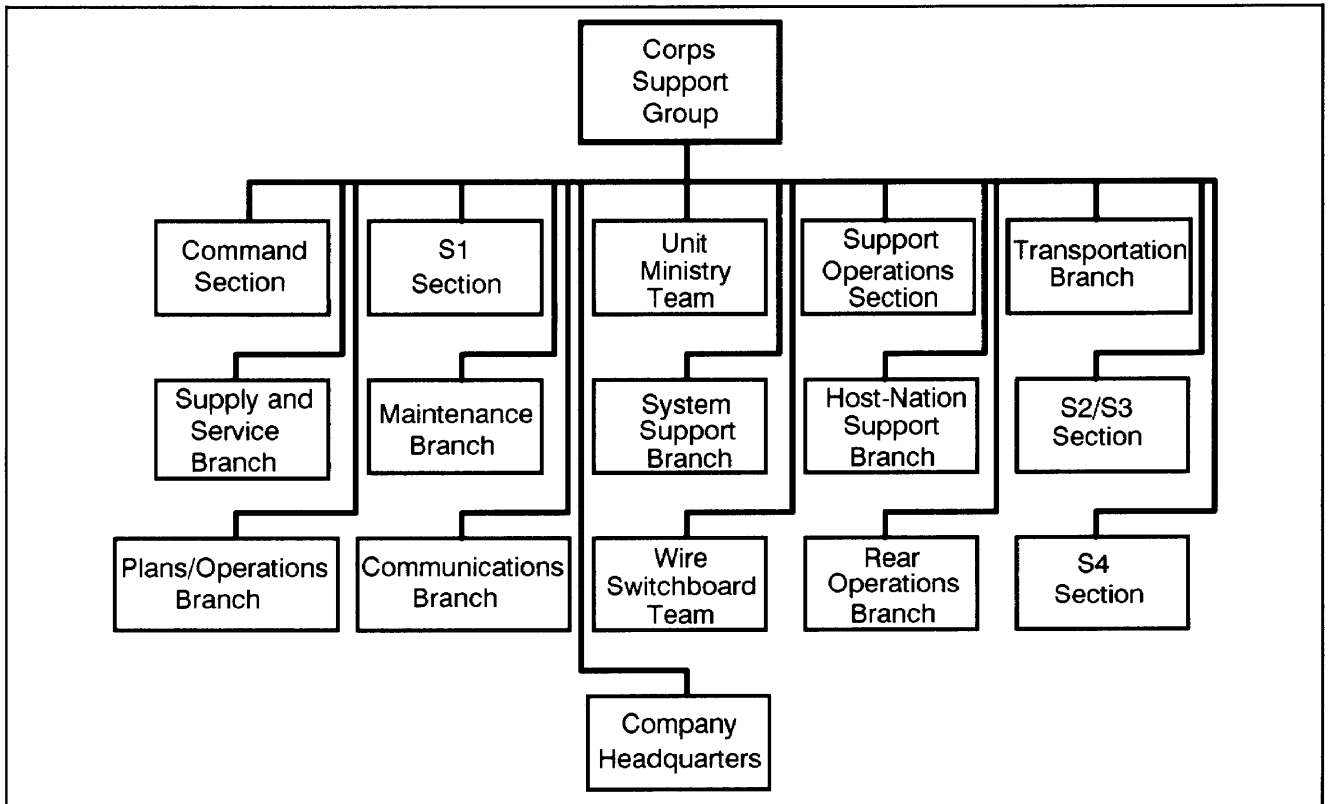 Corps
Support
Group
Command
Section
S1
Section
Unit
Ministry
Team
Support
Operations
Section
Transportation
Branch
Supply and
Service
Branch
Maintenance
Branch
System
Support
Branch
Host-Nation
Support
Branch
S2/S3
Section
Plans/Operations
Branch
Communications
Branch
Wire
Switchboard
Team
Rear
Operations
Branch
S4
Section
Company
Headquarters